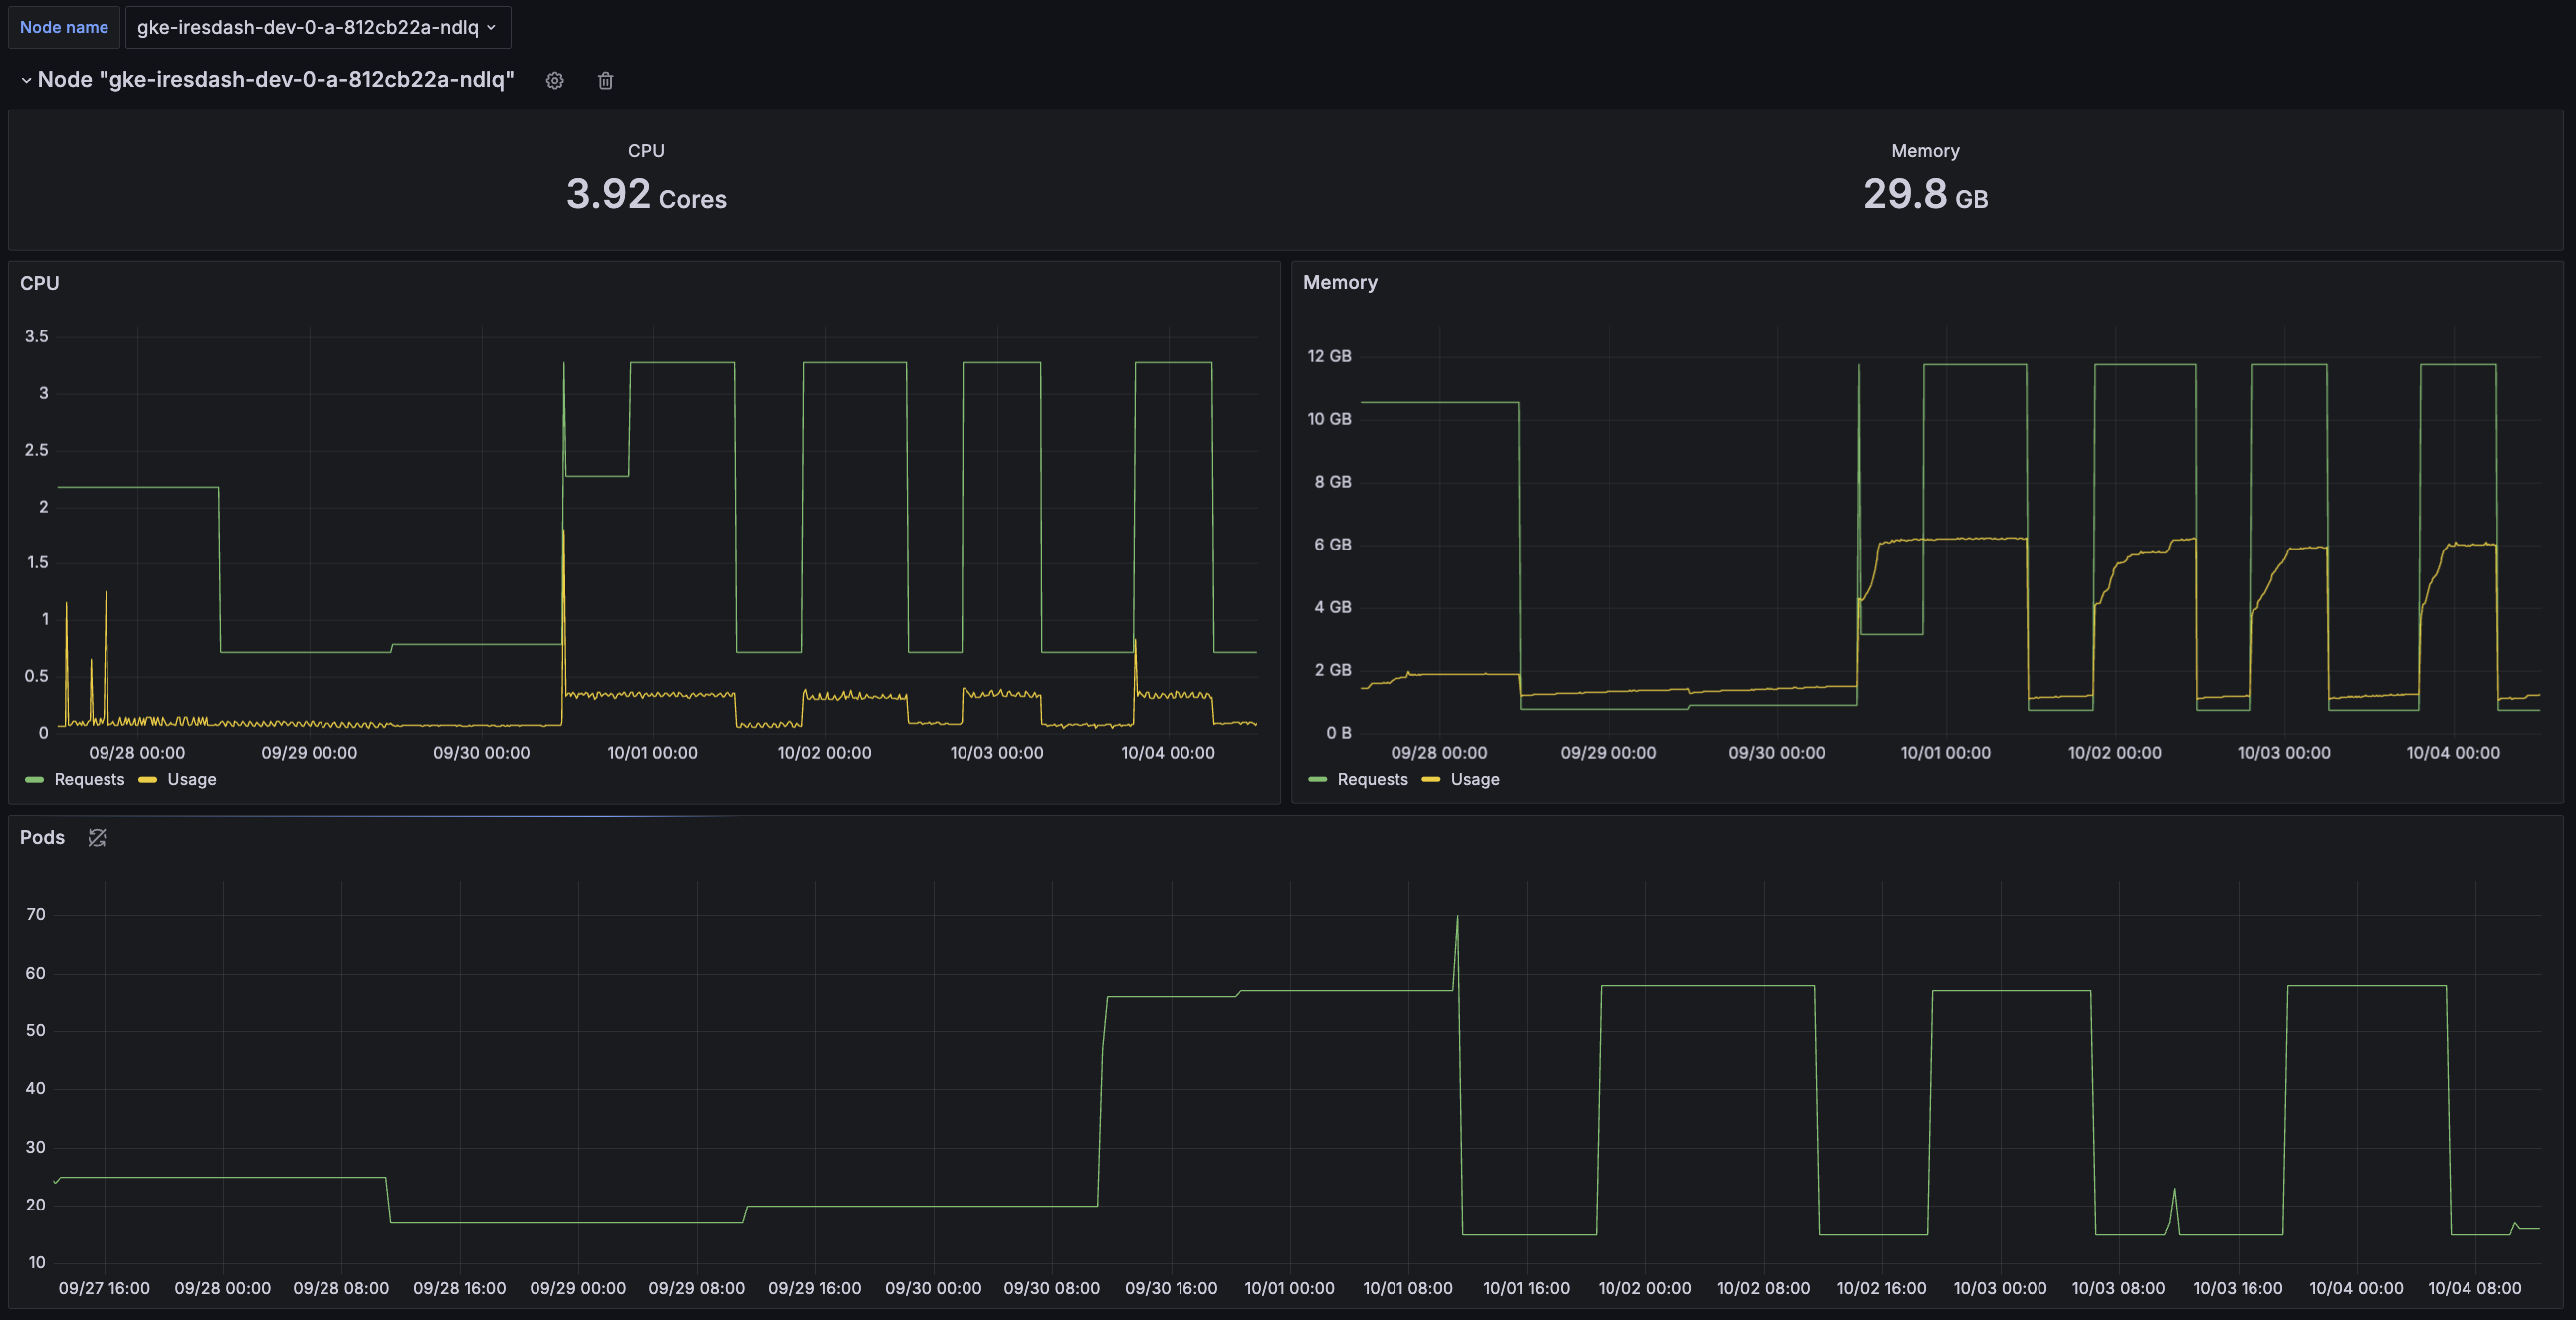 Node name gke-iresdash-dev-0-a-812cb22a-ndlq
Node "gke-iresdash-dev-0-a-812cb22a-ndlq"
CPU
3.92 Cores
Memory
29.8 GB
CPU
3.5
3
2.5
2
1.5
1
0.5
0
09/28 00:00 09/29 00:00 09/30 00:00 10/01 00:00 10/02 00:00 10/03 00:00 10/04 00:00
Requests Usage
Memory
12 GB
10 GB
8 GB
6 GB
4 GB
2 GB
0 B
09/28 00:00 09/29 00:00 09/30 00:00 10/01 00:00 10/02 00:00 10/03 00:00 10/04 00:00
Requests Usage
Pods
70
60
50
40
30
20
10
09/27 16:00 09/28 00:00 09/28 08:00 09/28 16:00 09/29 00:00 09/29 08:00 09/29 16:00 09/30 00:00 09/30 08:00 09/30 16:00 10/01 00:00 10/01 08:00 10/01 16:00 10/02 00:00 10/02 08:00 10/02 16:00 10/03 00:00 10/03 08:00 10/03 16:00 10/04 00:00 10/04 08:00